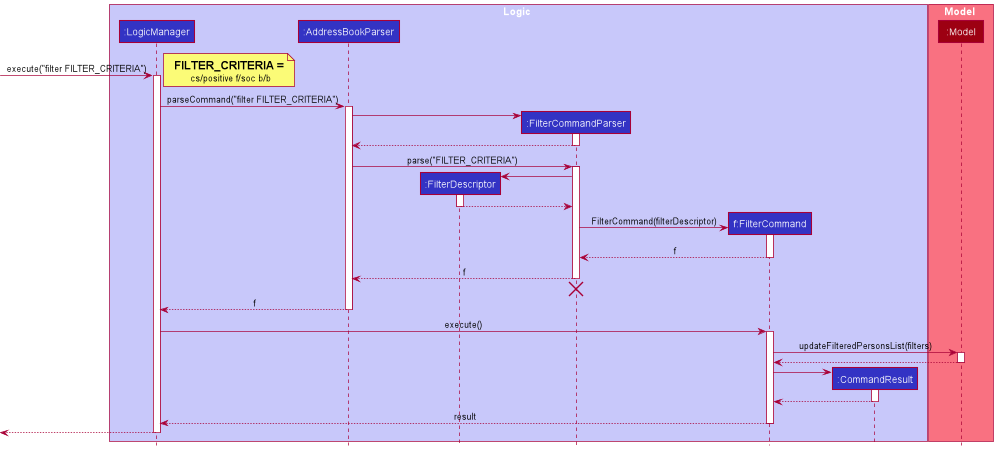 Logic
Model
:LogicManager
:AddressBookParser
:Model
execute("filter FILTER_CRITERIA")
FILTER_CRITERIA =
cs/positive f/soc b/b
parseCommand("filter FILTER_CRITERIA")
:FilterCommandParser
parse("FILTER_CRITERIA")
:FilterDescriptor
FilterCommand(filterDescriptor)
f:FilterCommand
f
f
f
execute()
updateFilteredPersonsList(filters)
:CommandResult
result